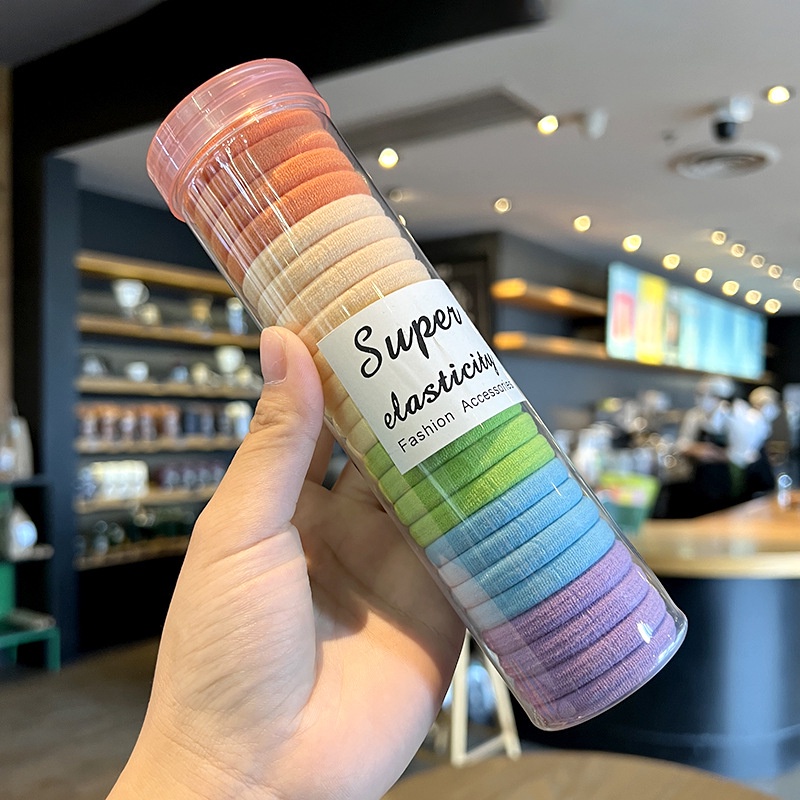 Super
elasticity
Fashion Accessories